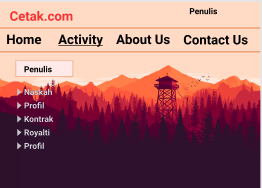 Cetak.com
Penulis
Home Activity About Us Contact Us
Penulis
Naskah
Profil
Kontrak
Royalti
Profil